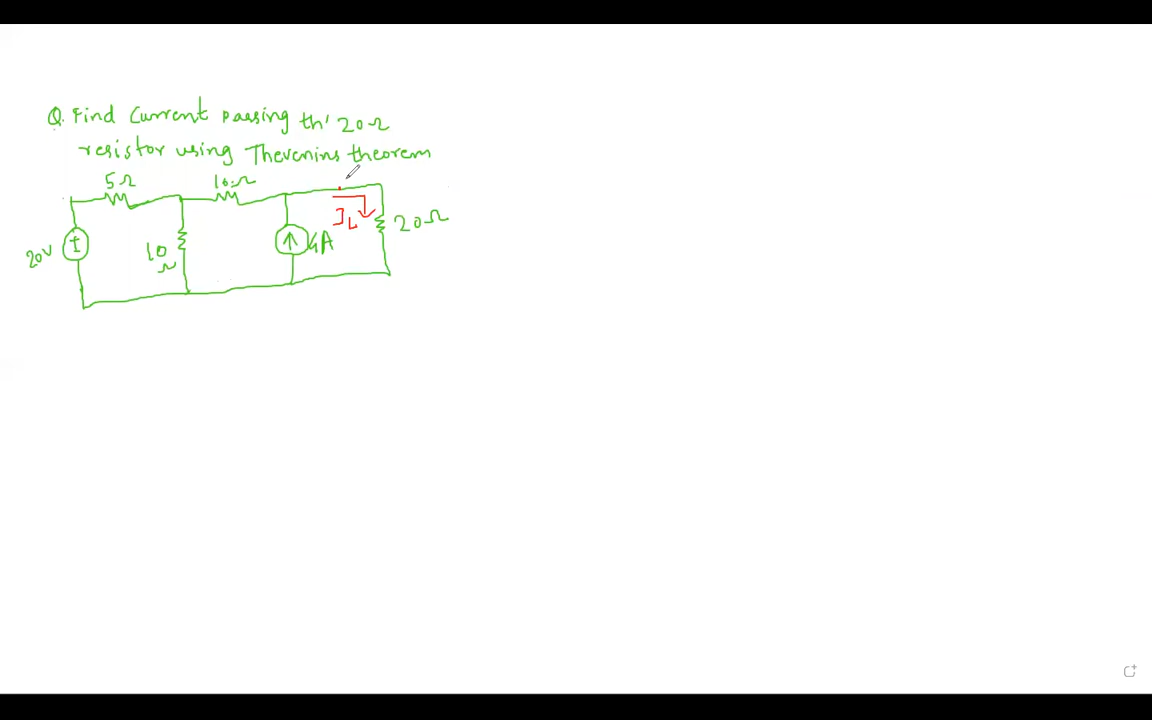 Q. Find Current passing th' 20Ω
resistor using Thevenins theorem
5Ω 10Ω
20V 10Ω 4A IL 20Ω